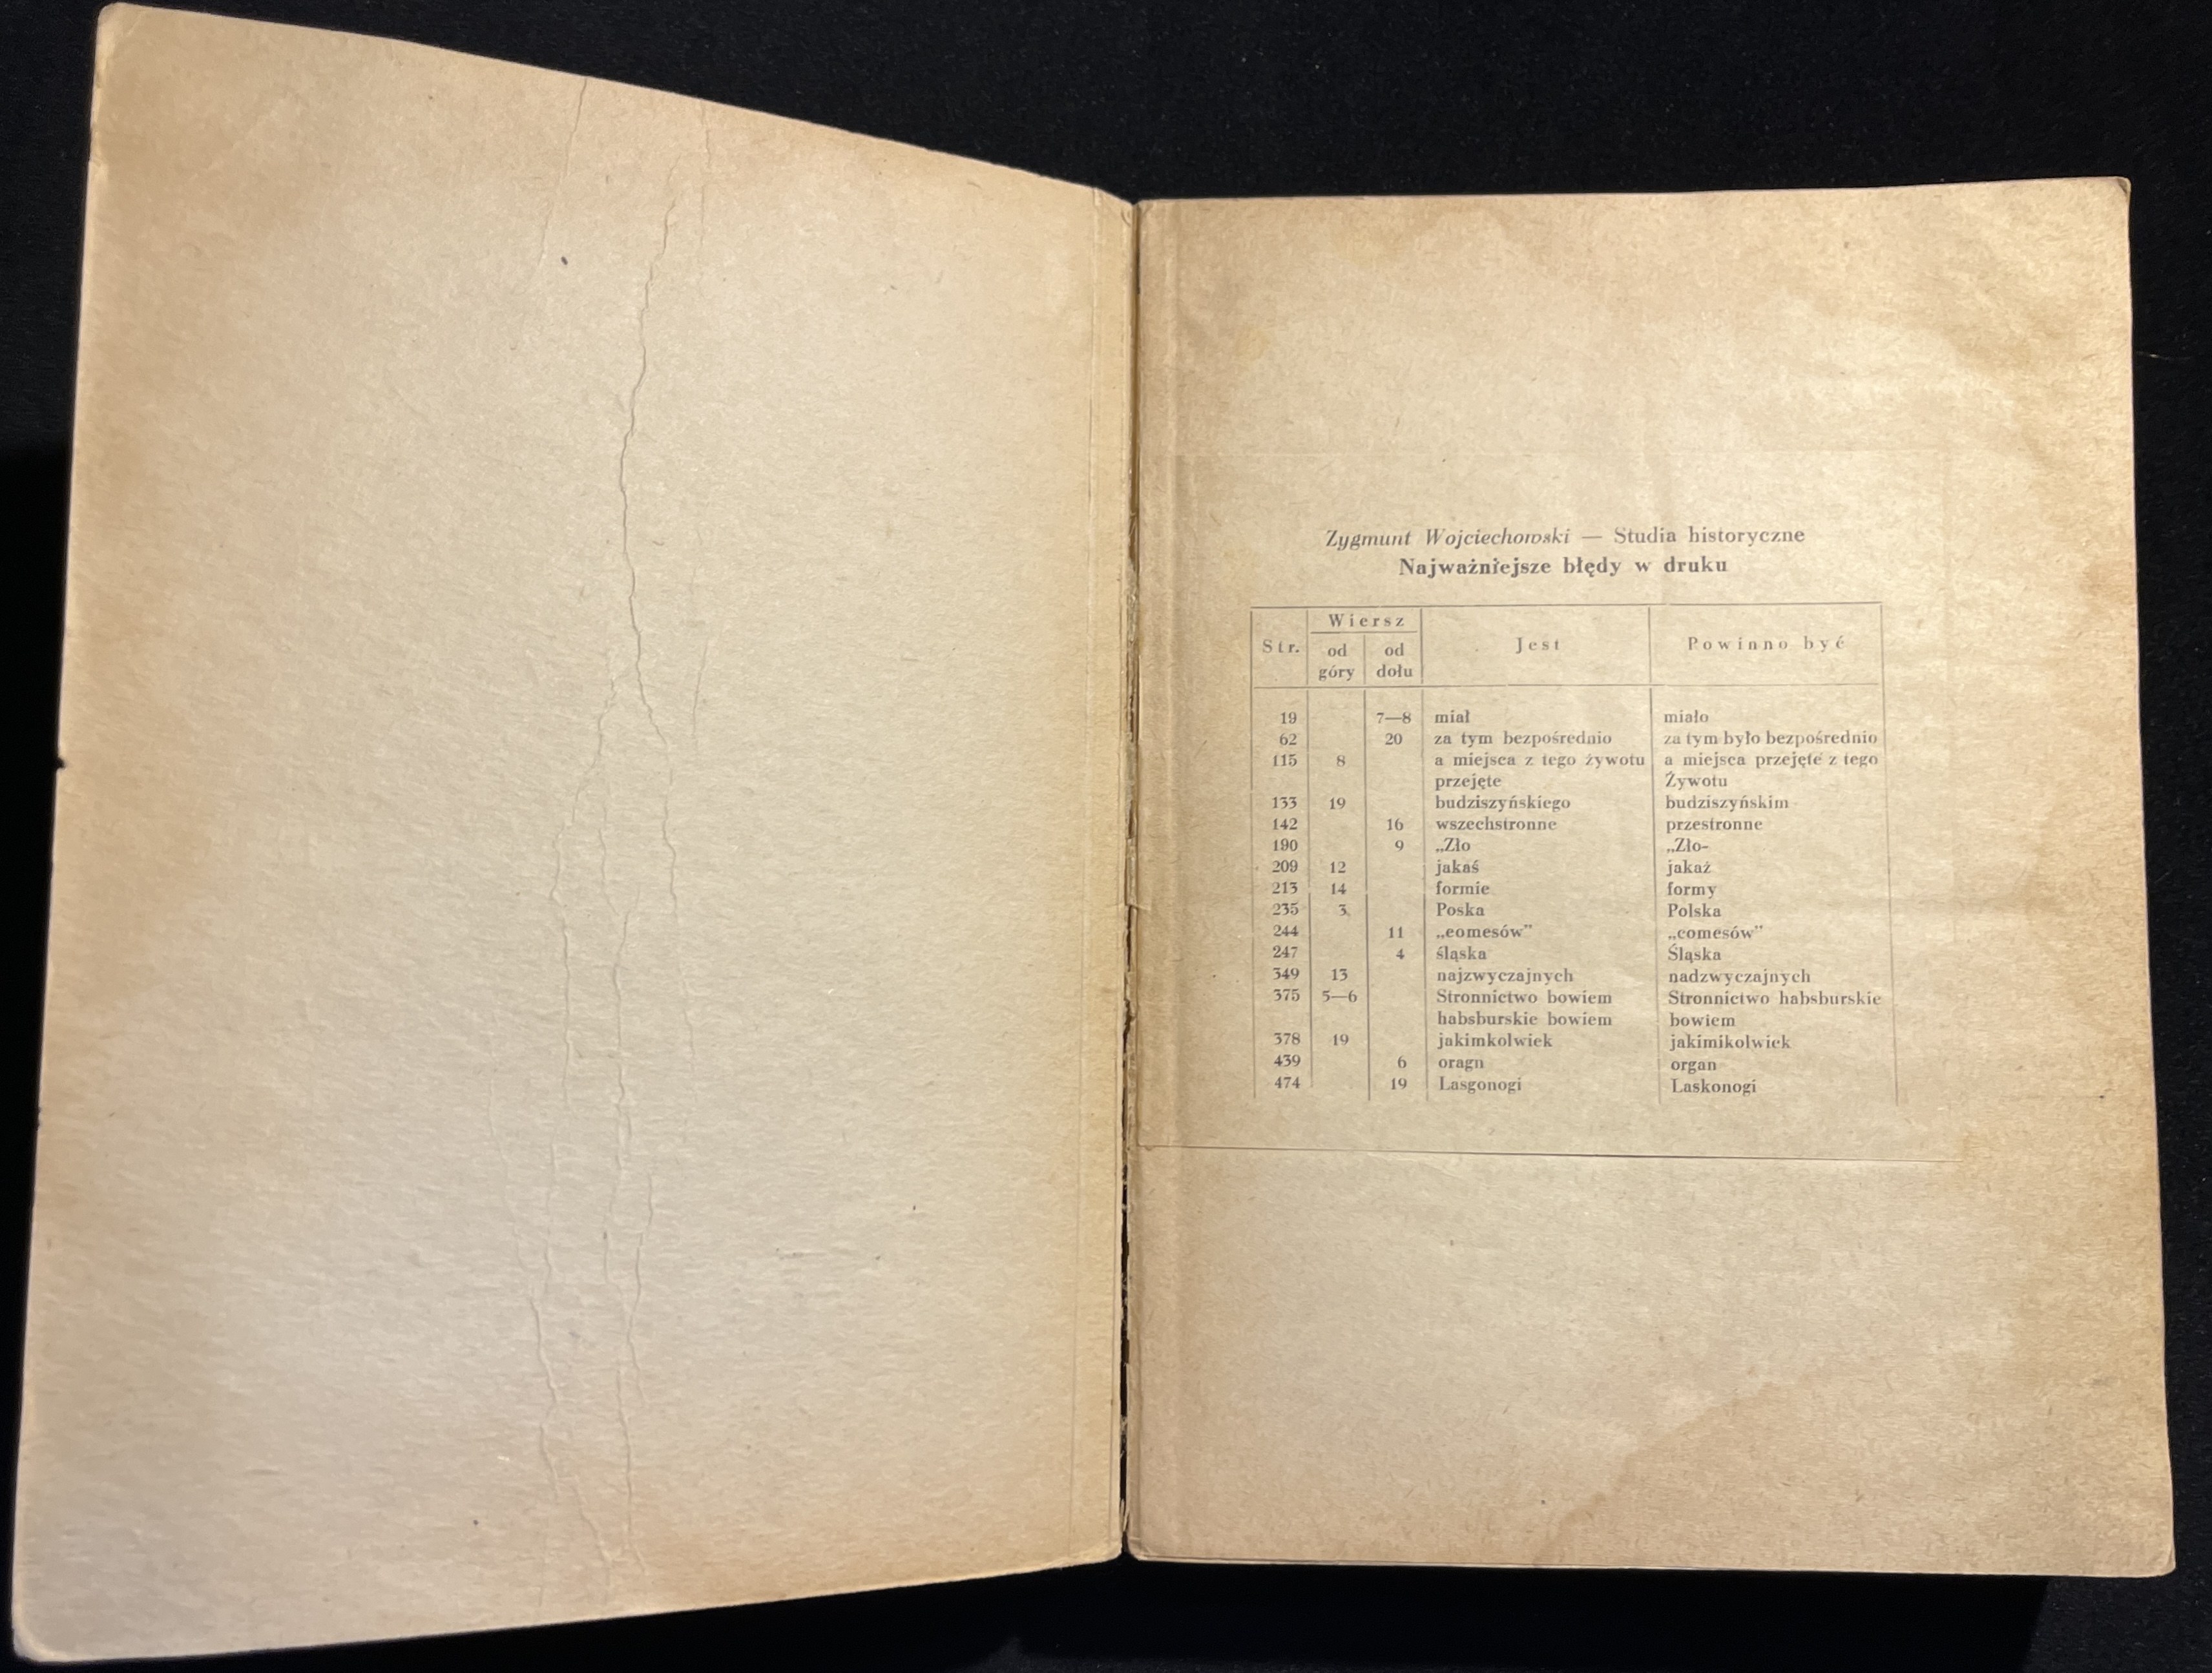 Zygmunt Wojciechowski — Studia historyczne
Najważniejsze błędy w druku
Str. Wiersz Jest Powinno być
od góry od dołu
19 7—8 miał miało
62 20 za tym bezpośrednio za tym było bezpośrednio
115 8 a miejsca z tego żywotu a miejsca przejęte z tego
przejęte Żywotu
133 19 budziszyńskiego budziszyńskim
142 16 wszechstronne przestronne
190 9 „Zło „Zło-
209 12 jakaś jakaż
213 14 formie formy
235 3 Poska Polska
244 11 „eomesów" „comesów"
247 4 śląska Śląska
349 13 najzwyczajnych nadzwyczajnych
375 5—6 Stronnictwo bowiem Stronnictwo habsburskie
habsburskie bowiem bowiem
378 19 jakimkolwiek jakimikolwiek
439 6 oragn organ
474 19 Lasgonogi Laskonogi